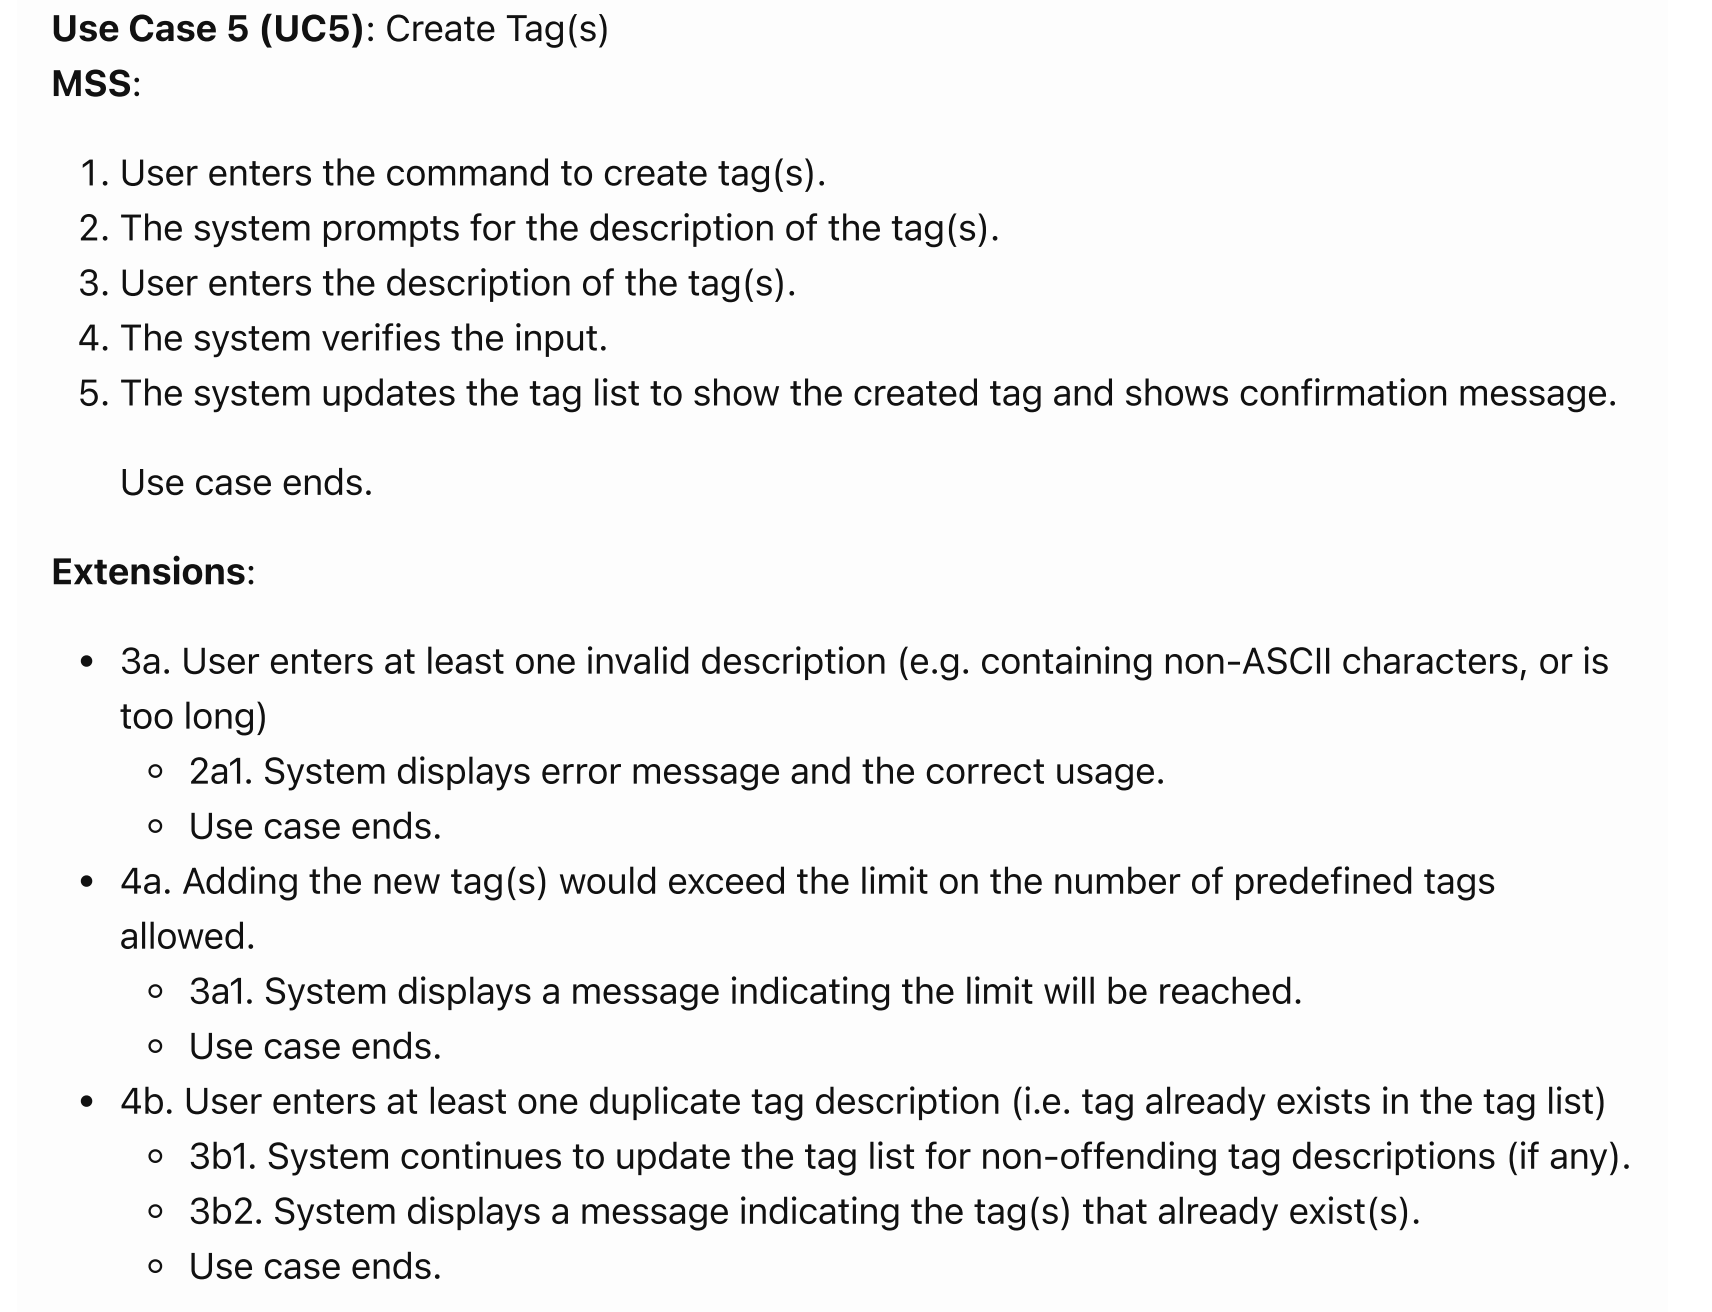 Use Case 5 (UC5): Create Tag(s)
MSS:
1. User enters the command to create tag(s).
2. The system prompts for the description of the tag(s).
3. User enters the description of the tag(s).
4. The system verifies the input.
5. The system updates the tag list to show the created tag and shows confirmation message.
Use case ends.
Extensions:
• 3a. User enters at least one invalid description (e.g. containing non-ASCII characters, or is
too long)
◦ 2a1. System displays error message and the correct usage.
◦ Use case ends.
• 4a. Adding the new tag(s) would exceed the limit on the number of predefined tags
allowed.
◦ 3a1. System displays a message indicating the limit will be reached.
◦ Use case ends.
• 4b. User enters at least one duplicate tag description (i.e. tag already exists in the tag list)
◦ 3b1. System continues to update the tag list for non-offending tag descriptions (if any).
◦ 3b2. System displays a message indicating the tag(s) that already exist(s).
◦ Use case ends.